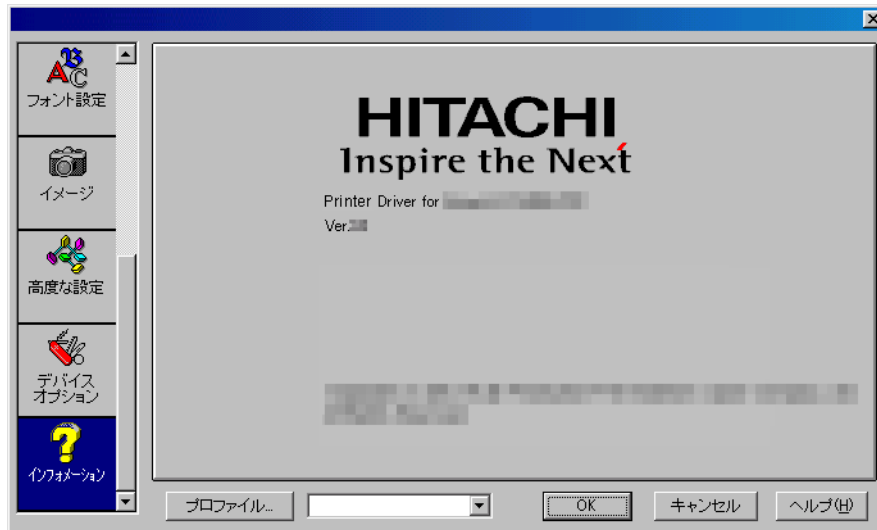 フォント設定
イメージ
高度な設定
デバイス
オプション
インフォメーション
HITACHI
Inspire the Next
Printer Driver for
Ver.
プロファイル...
OK
キャンセル
ヘルプ(H)